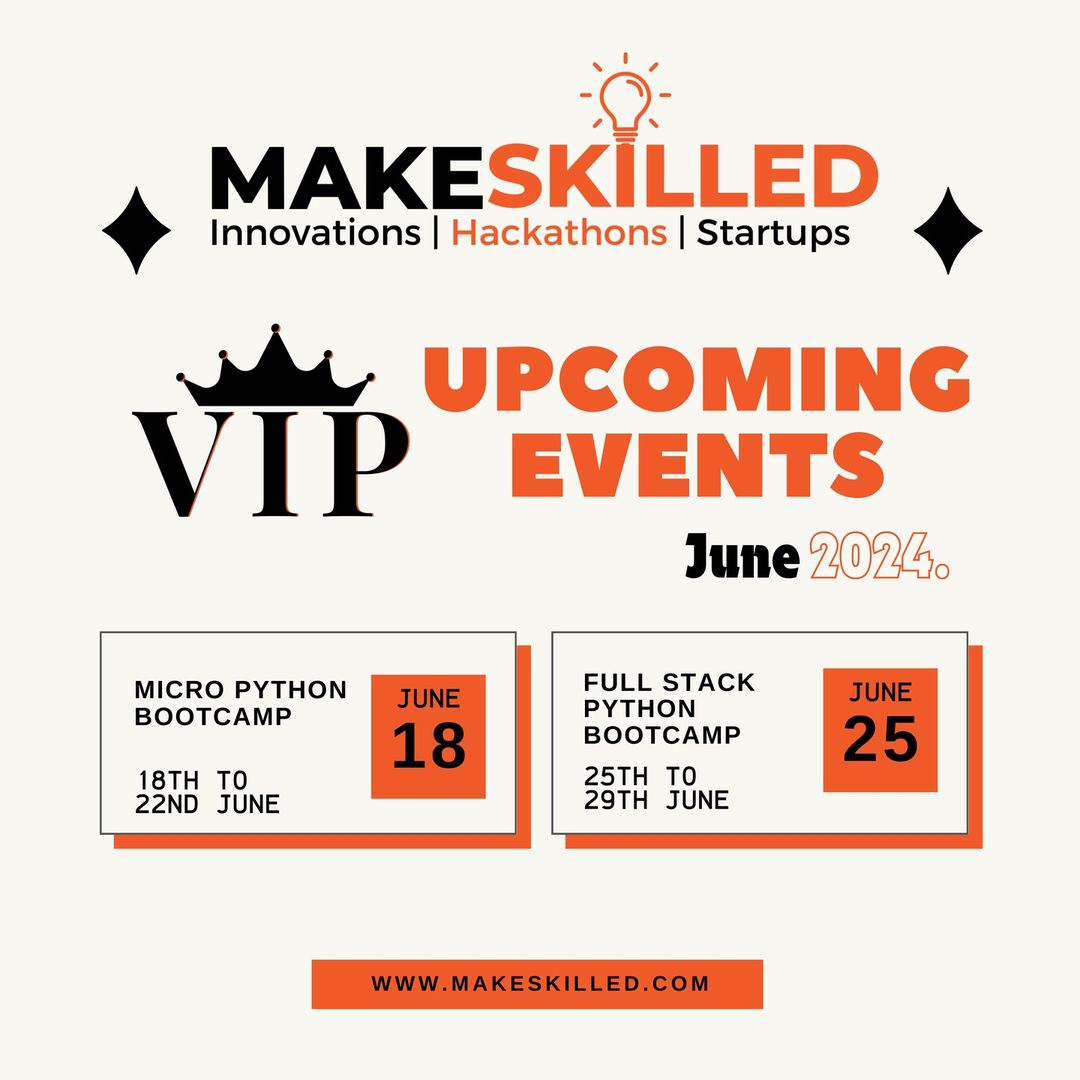 MAKESKILLED
Innovations | Hackathons | Startups
VIP
UPCOMING
EVENTS
June 2024.
MICRO PYTHON
BOOTCAMP
18TH TO
22ND JUNE
JUNE
18
FULL STACK
PYTHON
BOOTCAMP
25TH TO
29TH JUNE
JUNE
25
WWW.MAKESKILLED.COM